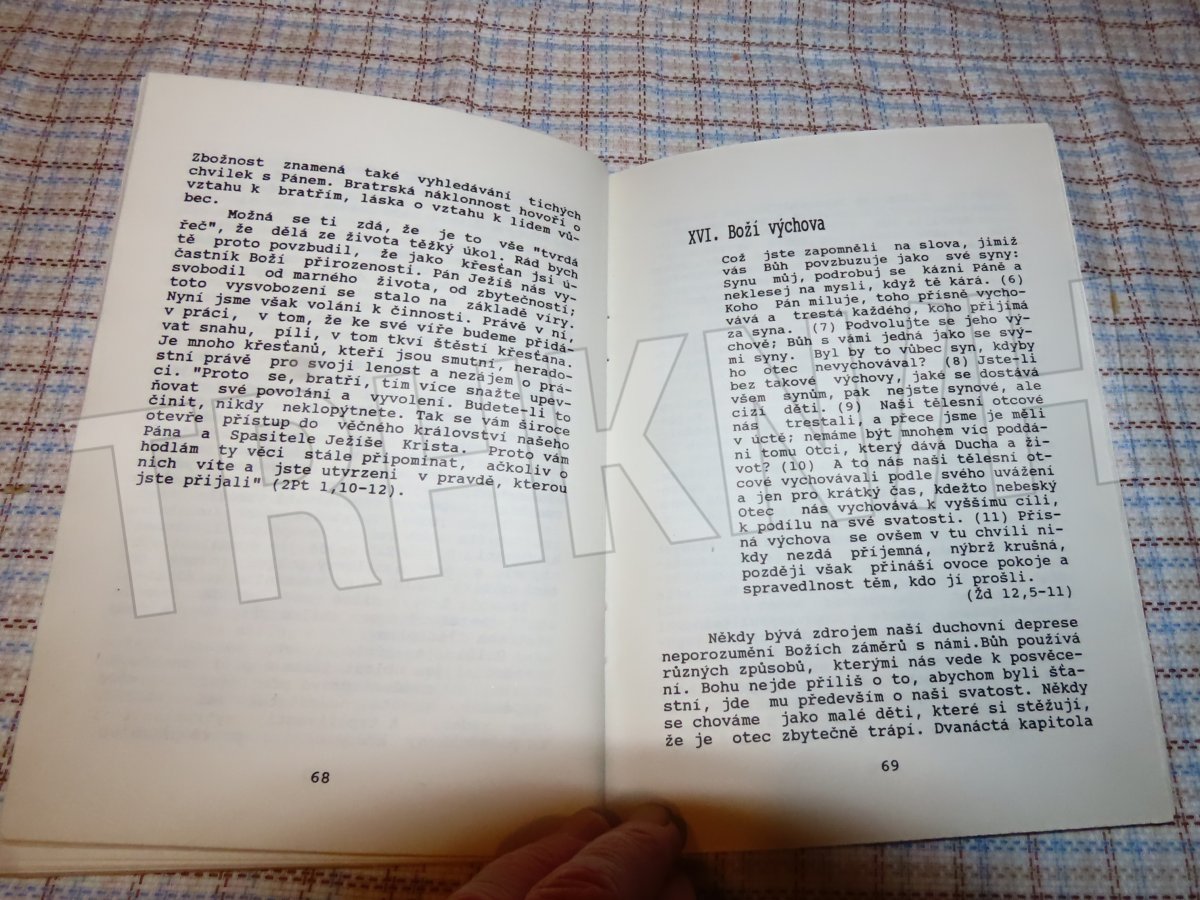 Zbožnost znamená také vyhledávání tichých
chvilek s Pánem. Bratrská náklonnost hovoří o
vztahu k bratřím, láska o vztahu k lidem vů-
bec.
Možná se ti zdá, že je to vše "tvrdá
řeč", že dělá ze života těžký úkol. Rád bych
tě proto povzbudil, že jako křesťan jsi ú-
častník Boží přirozenosti. Pán Ježíš nás vy-
svobodil od marného života, od zbytečností;
toto vysvobození se stalo na základě víry.
Nyní jsme však voláni k činnosti. Právě v ní,
v práci, v tom, že ke své víře budeme přidá-
vat snahu, píli, v tom tkví štěstí křesťana.
Je mnoho křesťanů, kteří jsou smutní, nerado-
stní právě pro svoji lenost a nezájem o prá-
ci. "Proto se, bratří, tím více snažte upev-
ňovat své povolání a vyvolení. Budete-li to
činit, nikdy neklopýtnete. Tak se vám široce
otevře přístup do věčného království našeho
Pána a Spasitele Ježíše Krista. Proto vám
hodlám ty věci stále připomínat, ačkoliv o
nich víte a jste utvrzeni v pravdě, kterou
jste přijali" (2Pt 1,10-12).
68
XVI. Boží výchova
Což jste zapomněli na slova, jimiž
vás Bůh povzbuzuje jako své syny:
Synu můj, podrobuj se kázni Páně a
neklesej na mysli, když tě kárá. (6)
Koho Pán miluje, toho přísně vycho-
vává a trestá každého, koho přijímá
za syna. (7) Podvolujte se jeho vý-
chově; Bůh s vámi jedná jako se svý-
mi syny. Byl by to vůbec syn, kdyby
ho otec nevychovával? (8) Jste-li
bez takové výchovy, jaké se dostává
všem synům, pak nejste synové, ale
cizí děti. (9) Naši tělesní otcové
nás trestali, a přece jsme je měli
v úctě; nemáme být mnohem víc poddá-
ni tomu Otci, který dává Ducha a ži-
vot? (10) A to nás naši tělesní ot-
cové vychovávali podle svého uvážení
a jen pro krátký čas, kdežto nebeský
Otec nás vychovává k vyššímu cíli,
k podílu na své svatosti. (11) Přís-
ná výchova se ovšem v tu chvíli ni-
kdy nezdá příjemná, nýbrž krušná,
později však přináší ovoce pokoje a
spravedlnost těm, kdo jí prošli.
(Žd 12,5-11)
Někdy bývá zdrojem naší duchovní deprese
neporozumění Božích záměrů s námi.Bůh používá
různých způsobů, kterými nás vede k posvěce-
ní. Bohu nejde příliš o to, abychom byli šťa-
stní, jde mu především o naši svatost. Někdy
se chováme jako malé děti, které si stěžují,
že je otec zbytečně trápí. Dvanáctá kapitola
69
TRHKNIH